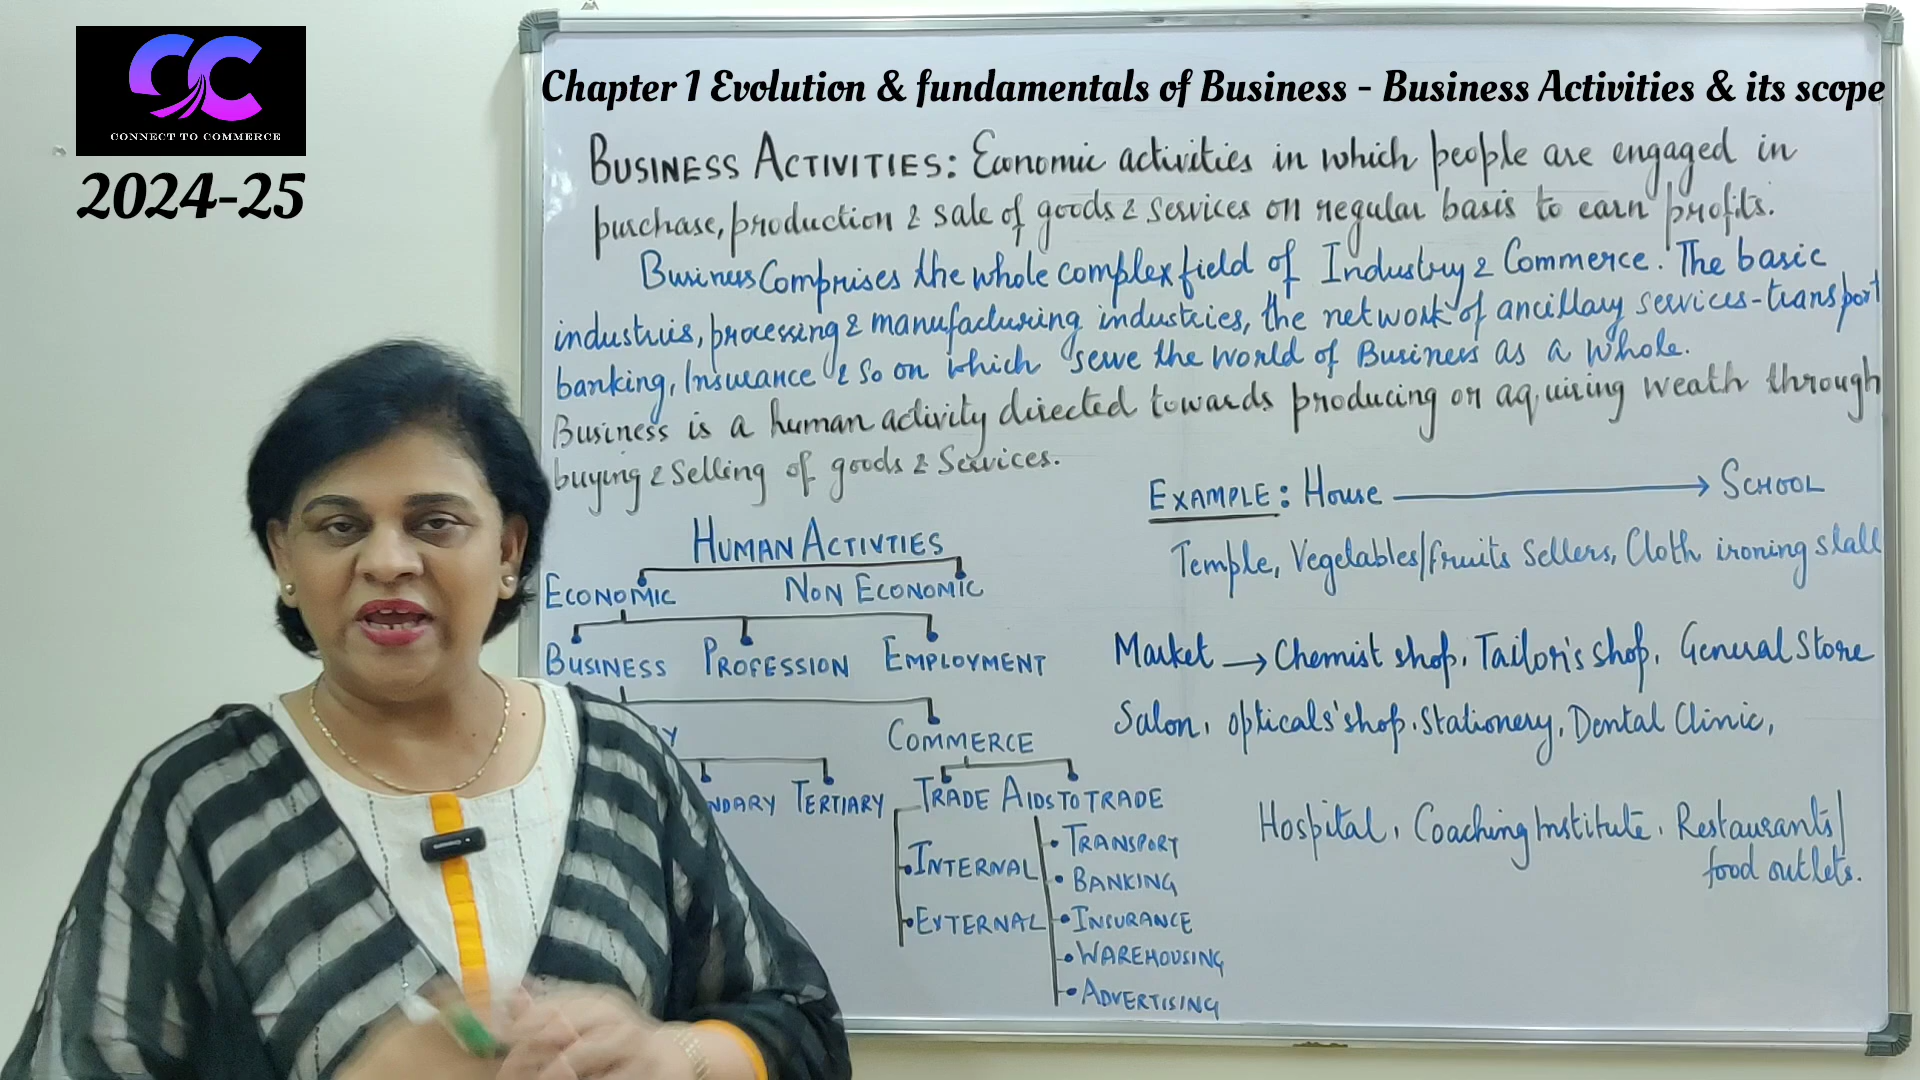 CONNECT TO COMMERCE
2024-25
Chapter 1 Evolution & fundamentals of Business - Business Activities & its scope
BUSINESS ACTIVITIES: Economic activities in which people are engaged in
purchase, production & sale of goods & services on regular basis to earn profits.
Business Comprises the whole complex field of Industry & Commerce. The basic
industries, processing & manufacturing industries, the network of ancillary services-transport
banking, Insurance & so on which serve the world of Business as a whole.
Business is a human activity directed towards producing or aquiring weath through
buying & Selling of goods & Services.
EXAMPLE: House → SCHOOL
Temple, Vegetables/fruits Sellers, Cloth ironing stall
Market → Chemist shop, Tailor's shop, General Store
Salon, opticals' shop, Stationery, Dental Clinic,
Hospital, Coaching Institute, Restaurants/
food outlets.
HUMAN ACTIVTIES
ECONOMIC NON ECONOMIC
BUSINESS PROFESSION EMPLOYMENT
Y COMMERCE
NDARY TERTIARY TRADE AIDS TO TRADE
INTERNAL
EXTERNAL
TRANSPORT
BANKING
INSURANCE
WAREHOUSING
ADVERTISING